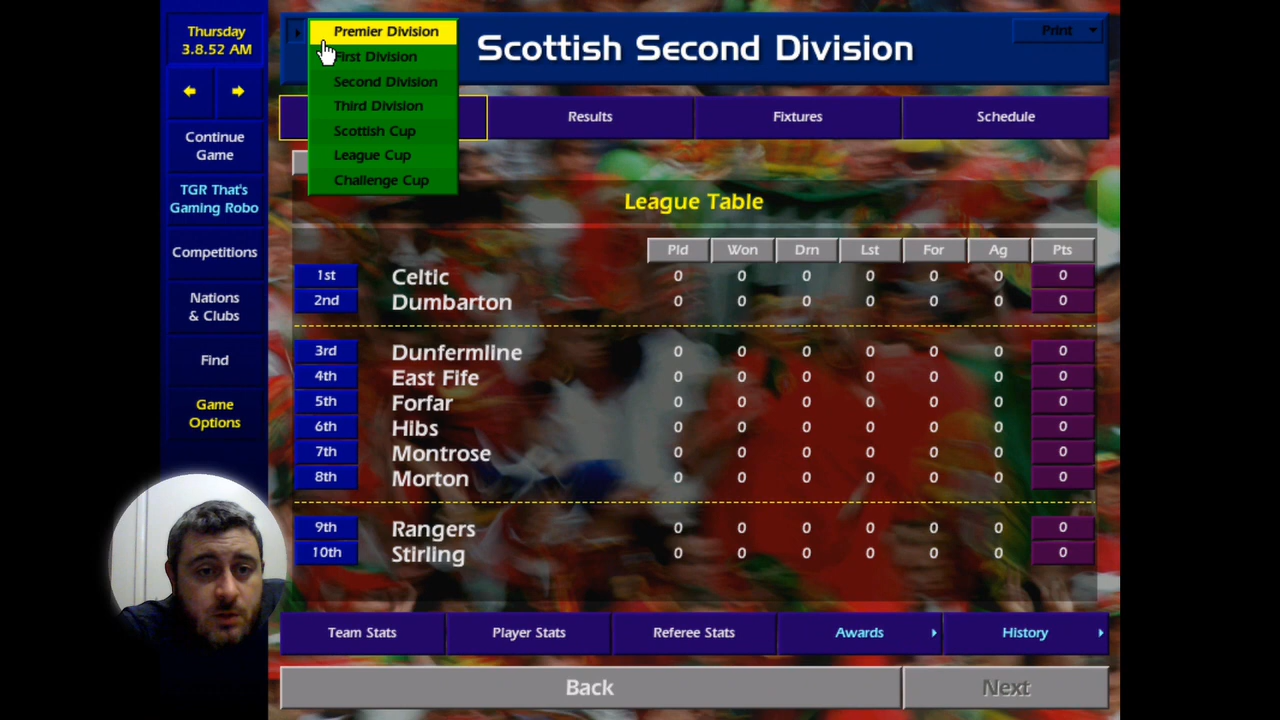 Thursday
3.8.52 AM
Continue
Game
TGR That's
Gaming Robo
Competitions
Nations
& Clubs
Find
Game
Options
Premier Division
First Division
Second Division
Third Division
Scottish Cup
League Cup
Challenge Cup
Scottish Second Division
Print
Results
Fixtures
Schedule
League Table
Pld Won Drn Lst For Ag Pts
1st Celtic 0 0 0 0 0 0 0
2nd Dumbarton 0 0 0 0 0 0 0
3rd Dunfermline 0 0 0 0 0 0 0
4th East Fife 0 0 0 0 0 0 0
5th Forfar 0 0 0 0 0 0 0
6th Hibs 0 0 0 0 0 0 0
7th Montrose 0 0 0 0 0 0 0
8th Morton 0 0 0 0 0 0 0
9th Rangers 0 0 0 0 0 0 0
10th Stirling 0 0 0 0 0 0 0
Team Stats
Player Stats
Referee Stats
Awards
History
Back
Next